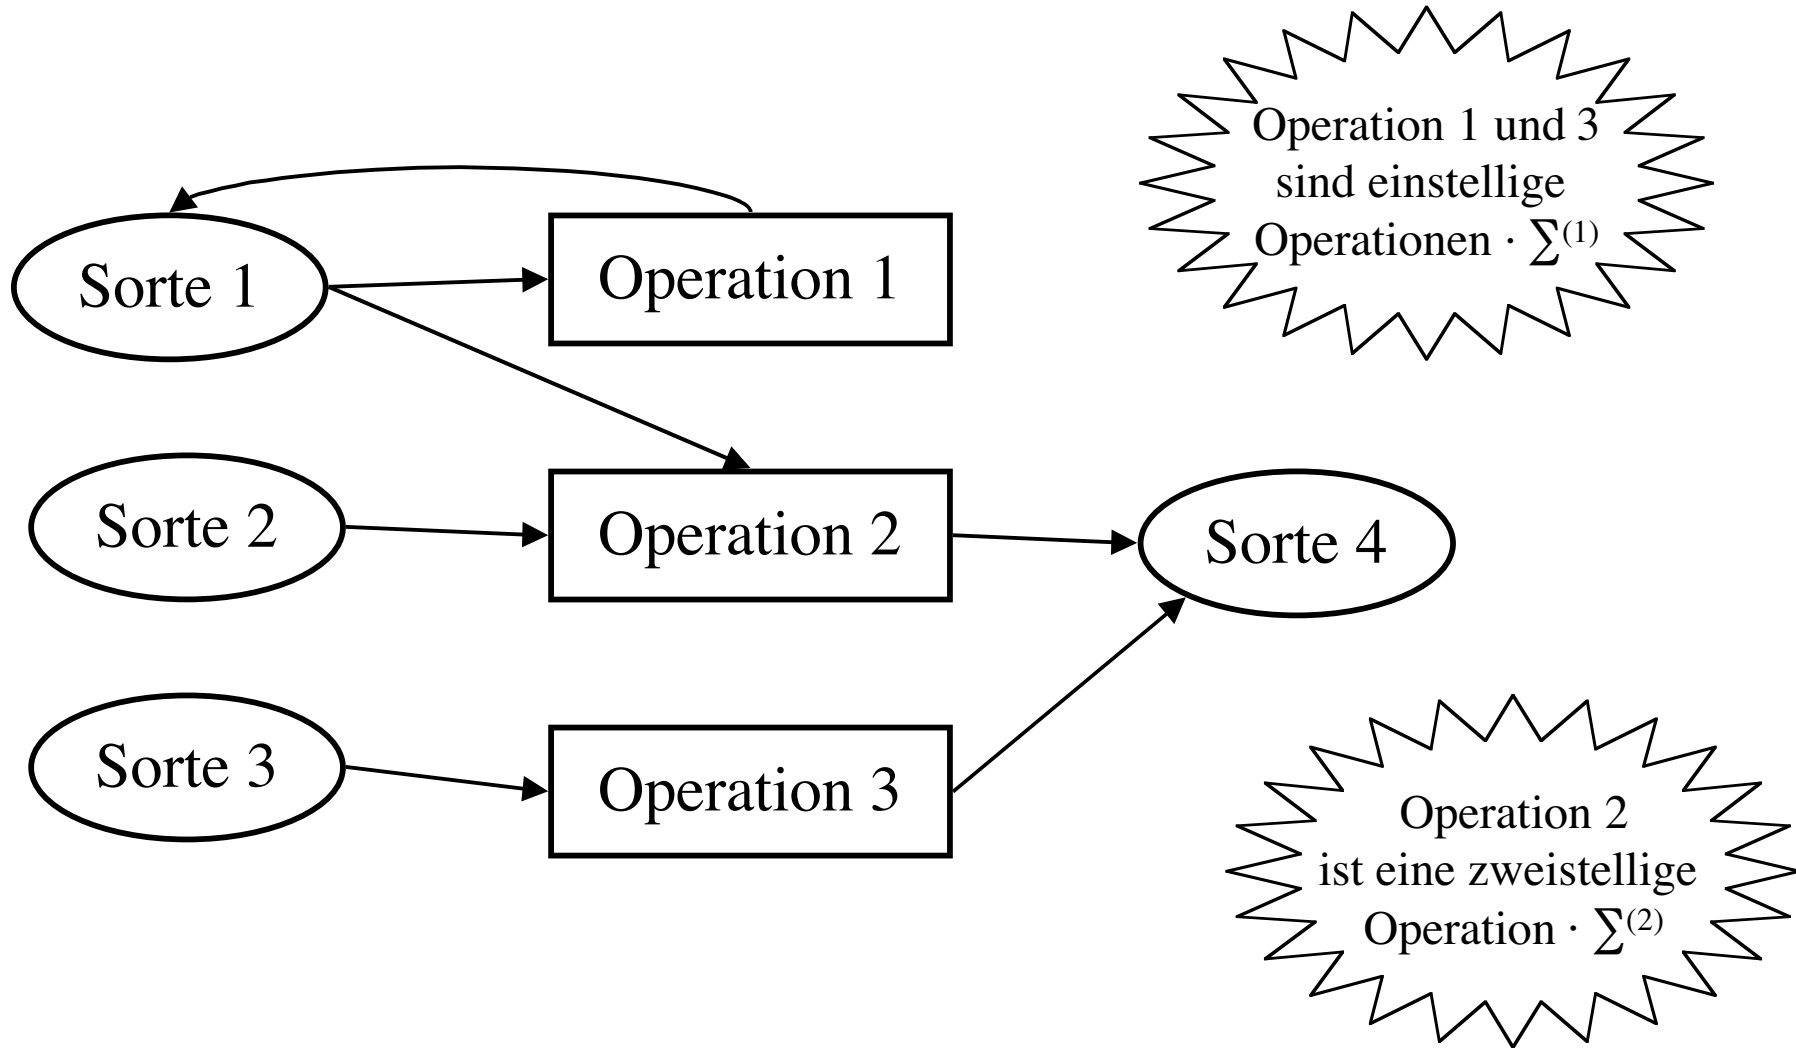 Operation 1 und 3
sind einstellige
Operationen · ∑⁽¹⁾
Sorte 1
Operation 1
Sorte 2
Operation 2
Sorte 4
Sorte 3
Operation 3
Operation 2
ist eine zweistellige
Operation · ∑⁽²⁾